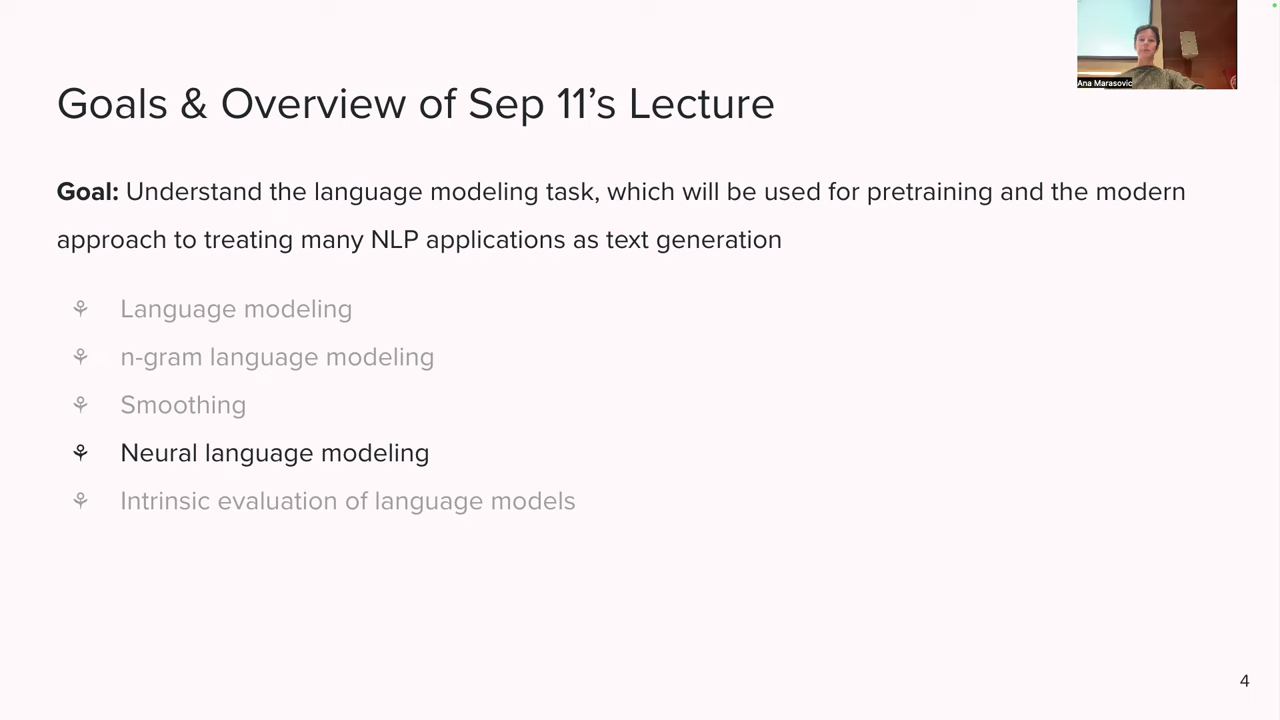 Ana Marasovic
Goals & Overview of Sep 11’s Lecture
Goal: Understand the language modeling task, which will be used for pretraining and the modern
approach to treating many NLP applications as text generation
⚘ Language modeling
⚘ n-gram language modeling
⚘ Smoothing
⚘ Neural language modeling
⚘ Intrinsic evaluation of language models
4